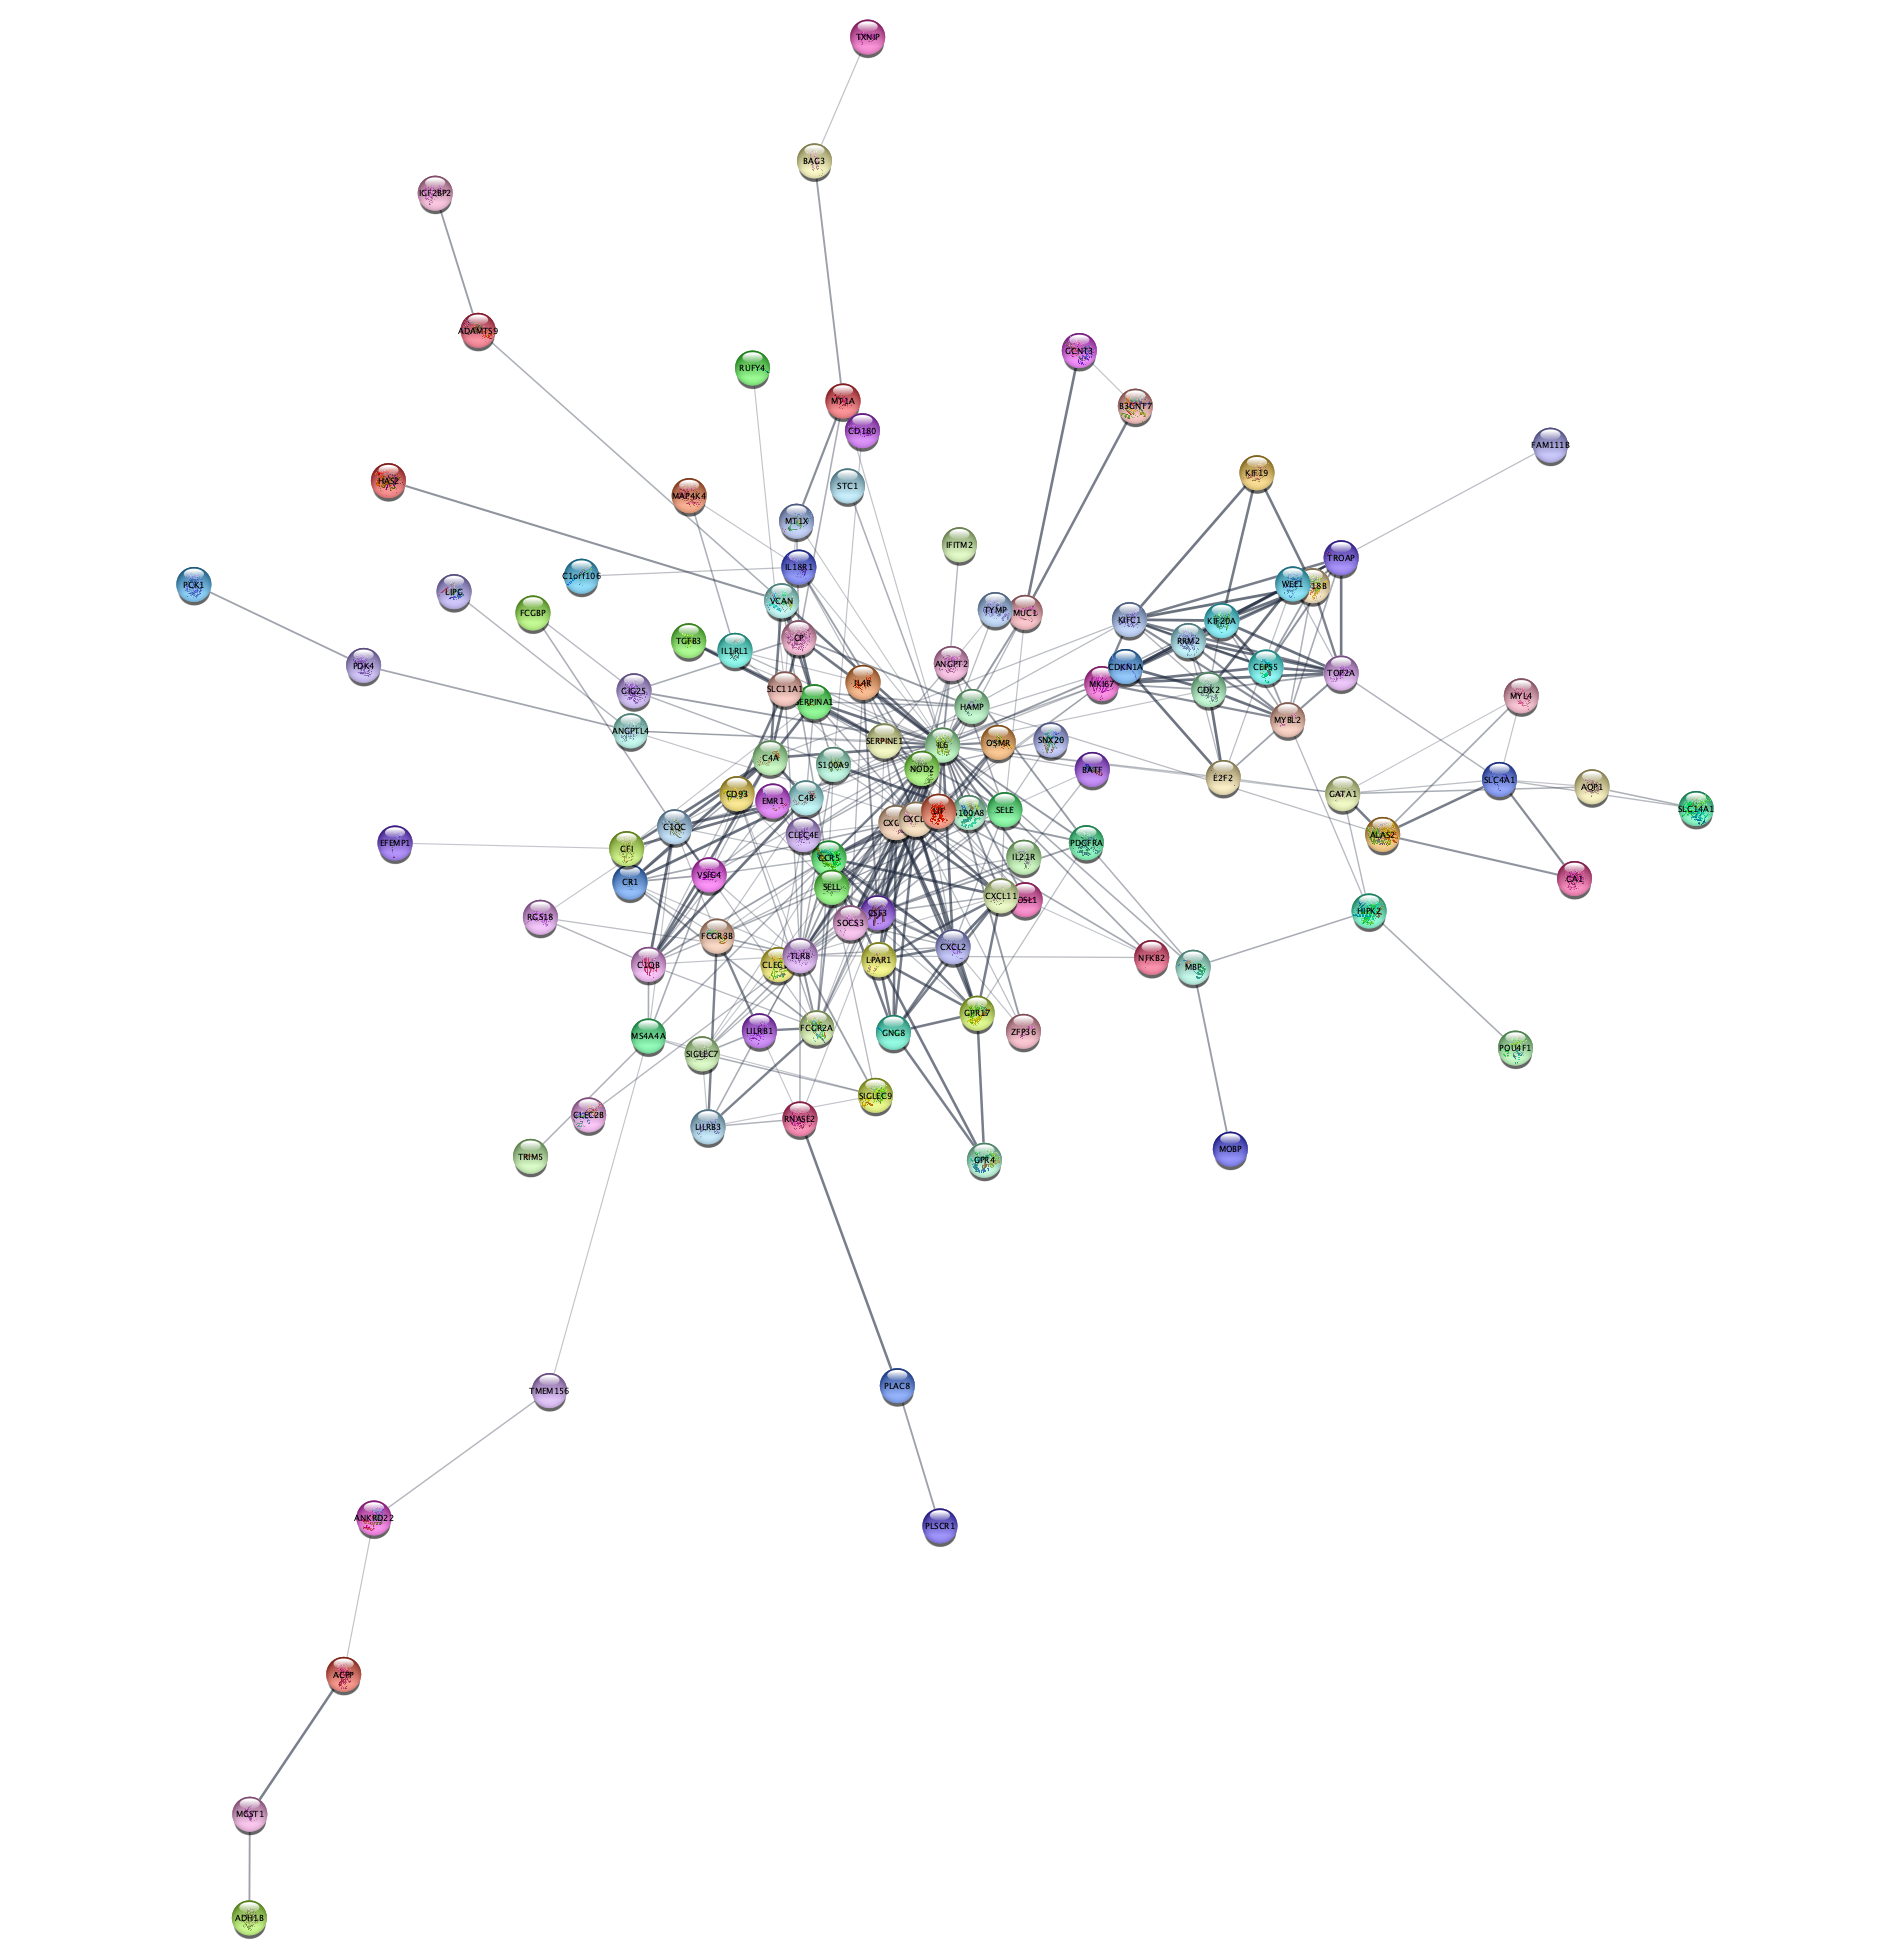 TXNIP
BAG3
IGF2BP2
ADAMTS9
GCNT3
RUFY4
MT1A
B3GNT7
CD180
FAM111B
KIF19
HAS2
STC1
MAP4K4
MT1X
IFITM2
TROAP
IL18R1
C1orf106
PCK1
WEE1
18B
LIPG
VCAN
TYMP
MUC1
FCGBP
KIFC1
KIF20A
CP
TGFB3
RRM2
IL1RL1
PDK4
ANGPT2
CDKN1A
CEP55
TOP2A
IL4R
MKI67
GIG25
SLC11A1
CDK2
MYL4
SERPINA1
HAMP
MYBL2
ANGPTL4
SERPINE1
IL6
OSMR
SNX20
C4A
S100A9
NOD2
BATF
E2F2
SLC4A1
AQP1
CD93
EMR1
C4B
GATA1
SLC14A1
CXCL
LIF
S100A8
SELE
C1QC
CLEC4E
ALAS2
EFEMP1
CFI
CCR5
IL21R
PDGFRA
CR1
VSIG4
SELL
CA1
CXCL11
OSL1
RGS18
SOCS3
CSF3
HIPK2
FCGR3B
CXCL2
C1QB
TLR8
LPAR1
NFKB2
MBP
GPR17
MS4A4A
LILRB1
FCGR2A
GNG8
ZFP36
SIGLEC7
POU4F1
SIGLEC9
CLEC2B
LILRB3
RNASE2
TRIM5
GPR4
MOBP
TMEM156
PLAC8
ANKRD22
PLSCR1
ACPP
MGST1
ADH1B